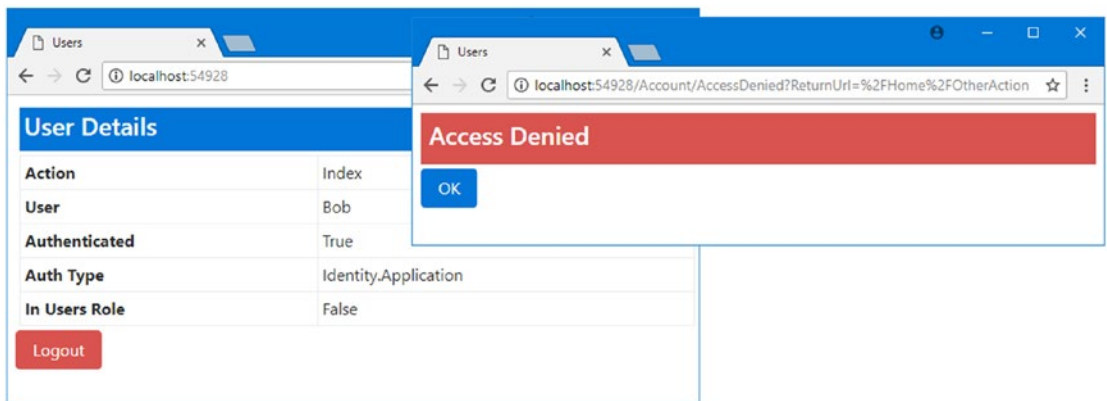 Users
localhost:54928
User Details
Action Index
User Bob
Authenticated True
Auth Type Identity.Application
In Users Role False
Logout
Users
localhost:54928/Account/AccessDenied?ReturnUrl=%2FHome%2FOtherAction
Access Denied
OK